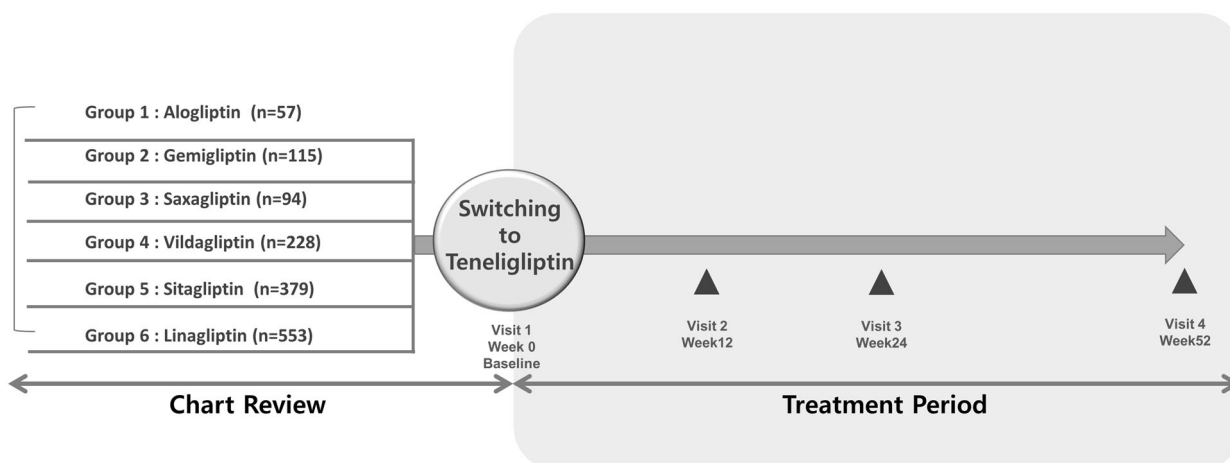 Group 1 : Alogliptin (n=57)
Group 2 : Gemigliptin (n=115)
Group 3 : Saxagliptin (n=94)
Group 4 : Vildagliptin (n=228)
Group 5 : Sitagliptin (n=379)
Group 6 : Linagliptin (n=553)
Switching
to
Teneligliptin
Visit 1
Week 0
Baseline
Visit 2
Week12
Visit 3
Week24
Visit 4
Week52
Chart Review
Treatment Period